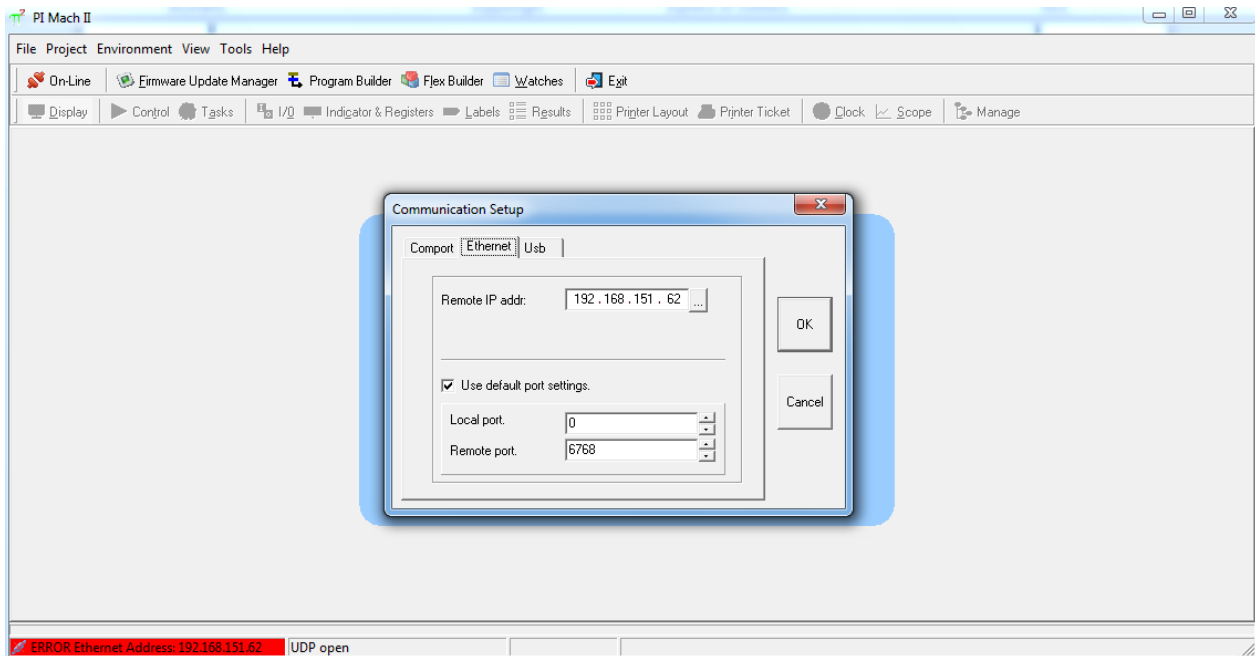 PI Mach II
File Project Environment View Tools Help
On-Line Firmware Update Manager Program Builder Flex Builder Watches Exit
Display Control Tasks I/O Indicator & Registers Labels Results Printer Layout Printer Ticket Clock Scope Manage
Communication Setup
Comport Ethernet Usb
Remote IP addr: 192 . 168 . 151 . 62 ...
OK
Use default port settings.
Cancel
Local port. 0
Remote port. 6768
ERROR Ethernet Address: 192.168.151.62 UDP open